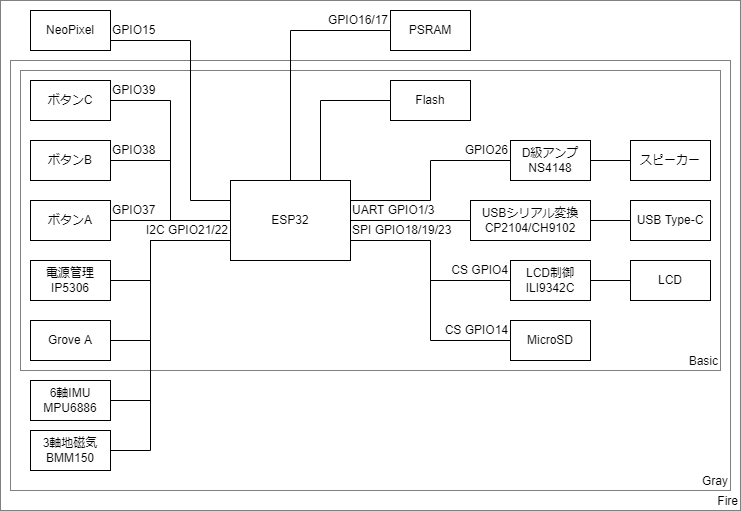 NeoPixel
GPIO15
GPIO16/17
PSRAM
ボタンC
GPIO39
Flash
ボタンB
GPIO38
GPIO26
D級アンプ
NS4148
スピーカー
ボタンA
GPIO37
ESP32
UART GPIO1/3
USBシリアル変換
CP2104/CH9102
USB Type-C
I2C GPIO21/22
SPI GPIO18/19/23
電源管理
IP5306
CS GPIO4
LCD制御
ILI9342C
LCD
Grove A
CS GPIO14
MicroSD
Basic
6軸IMU
MPU6886
3軸地磁気
BMM150
Gray
Fire